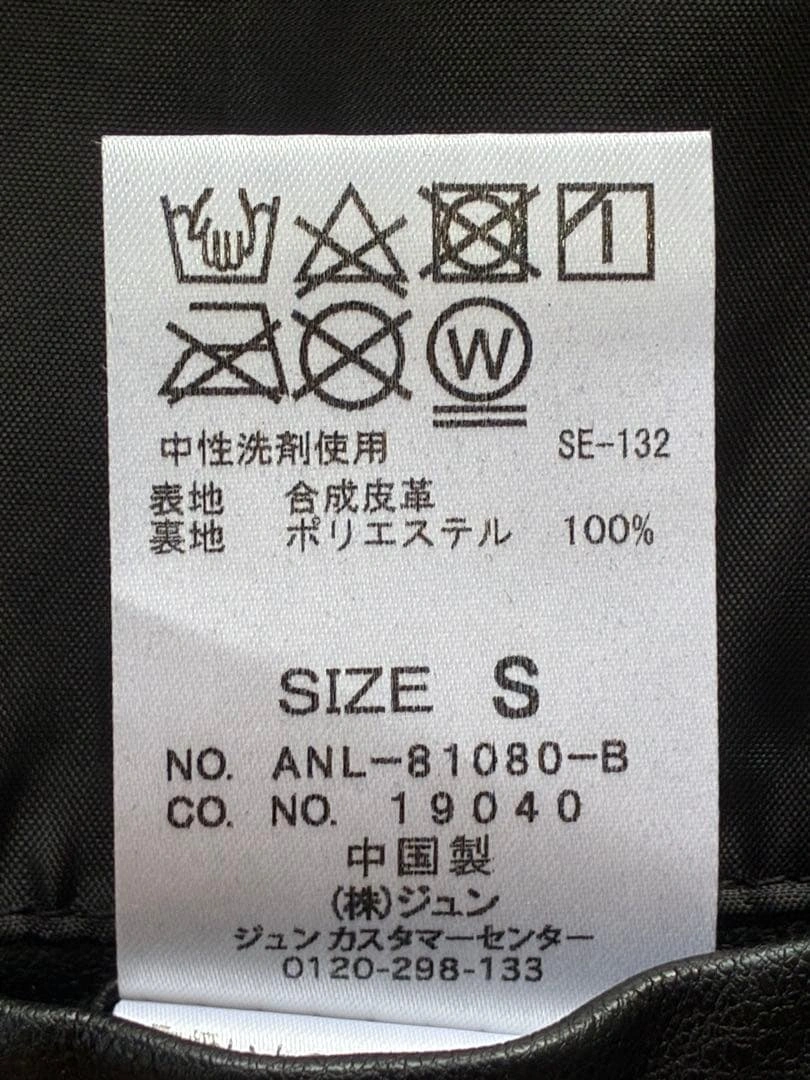 W
中性洗剤使用 SE-132
表地 合成皮革
裏地 ポリエステル 100%
SIZE S
NO. ANL-81080-B
CO. NO. 19040
中国製
(株)ジュン
ジュンカスタマーセンター
0120-298-133